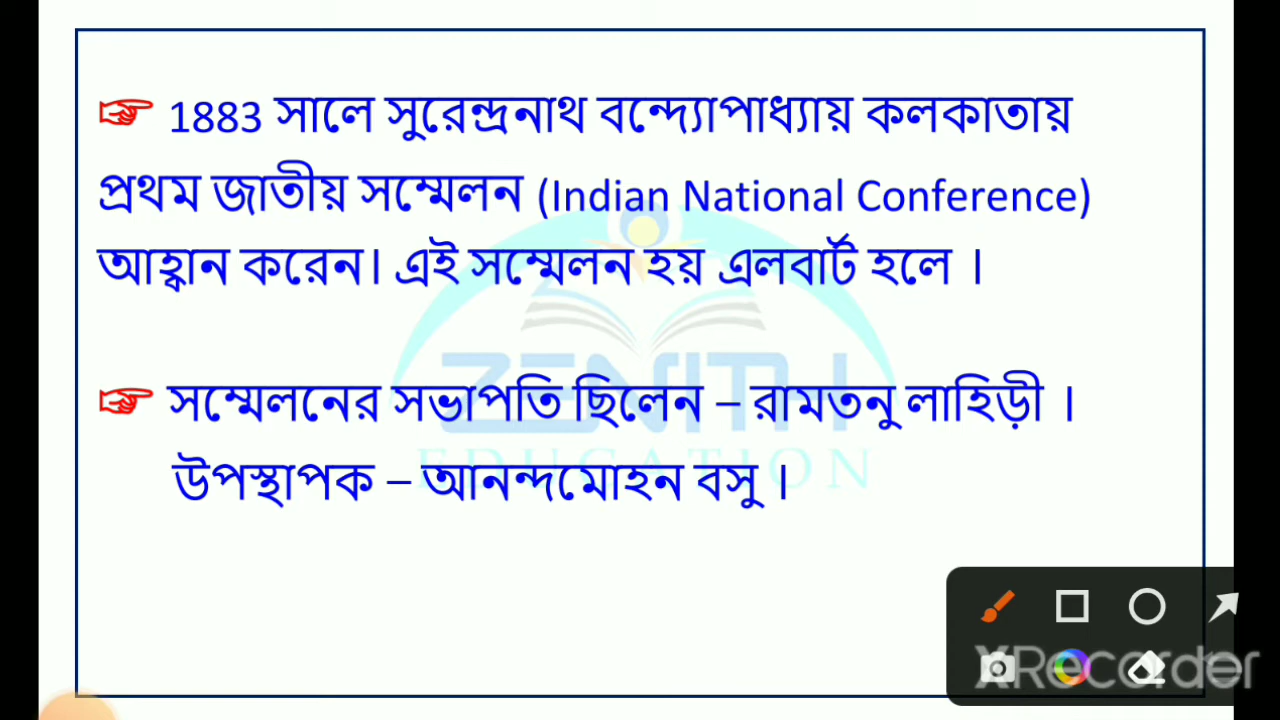 ☞ 1883 সালে সুরেন্দ্রনাথ বন্দ্যোপাধ্যায় কলকাতায়
প্রথম জাতীয় সম্মেলন (Indian National Conference)
আহ্বান করেন। এই সম্মেলন হয় এলবার্ট হলে ।
☞ সম্মেলনের সভাপতি ছিলেন – রামতনু লাহিড়ী ।
উপস্থাপক – আনন্দমোহন বসু ।
ZENITH
EDUCATION
XRecorder